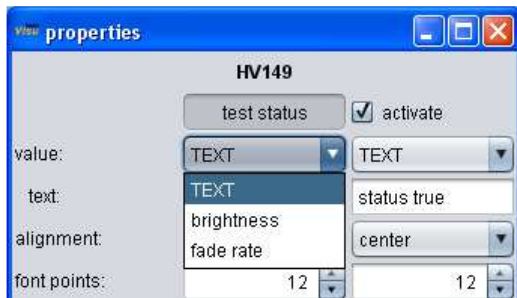 Visu properties
HV149
test status activate
value: TEXT TEXT
text: TEXT status true
brightness
alignment: center
fade rate
font points: 12 12